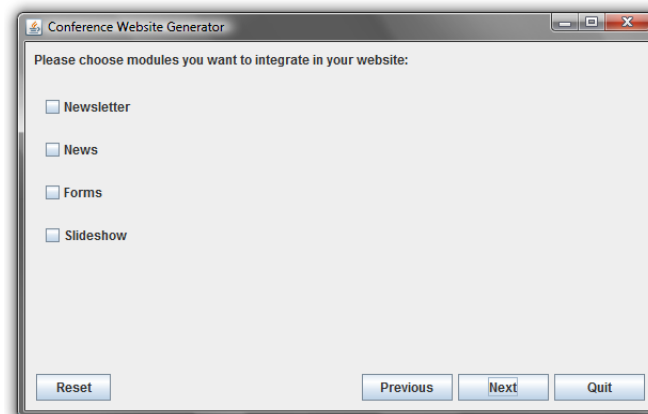 Conference Website Generator
Please choose modules you want to integrate in your website:
Newsletter
News
Forms
Slideshow
Reset Previous Next Quit